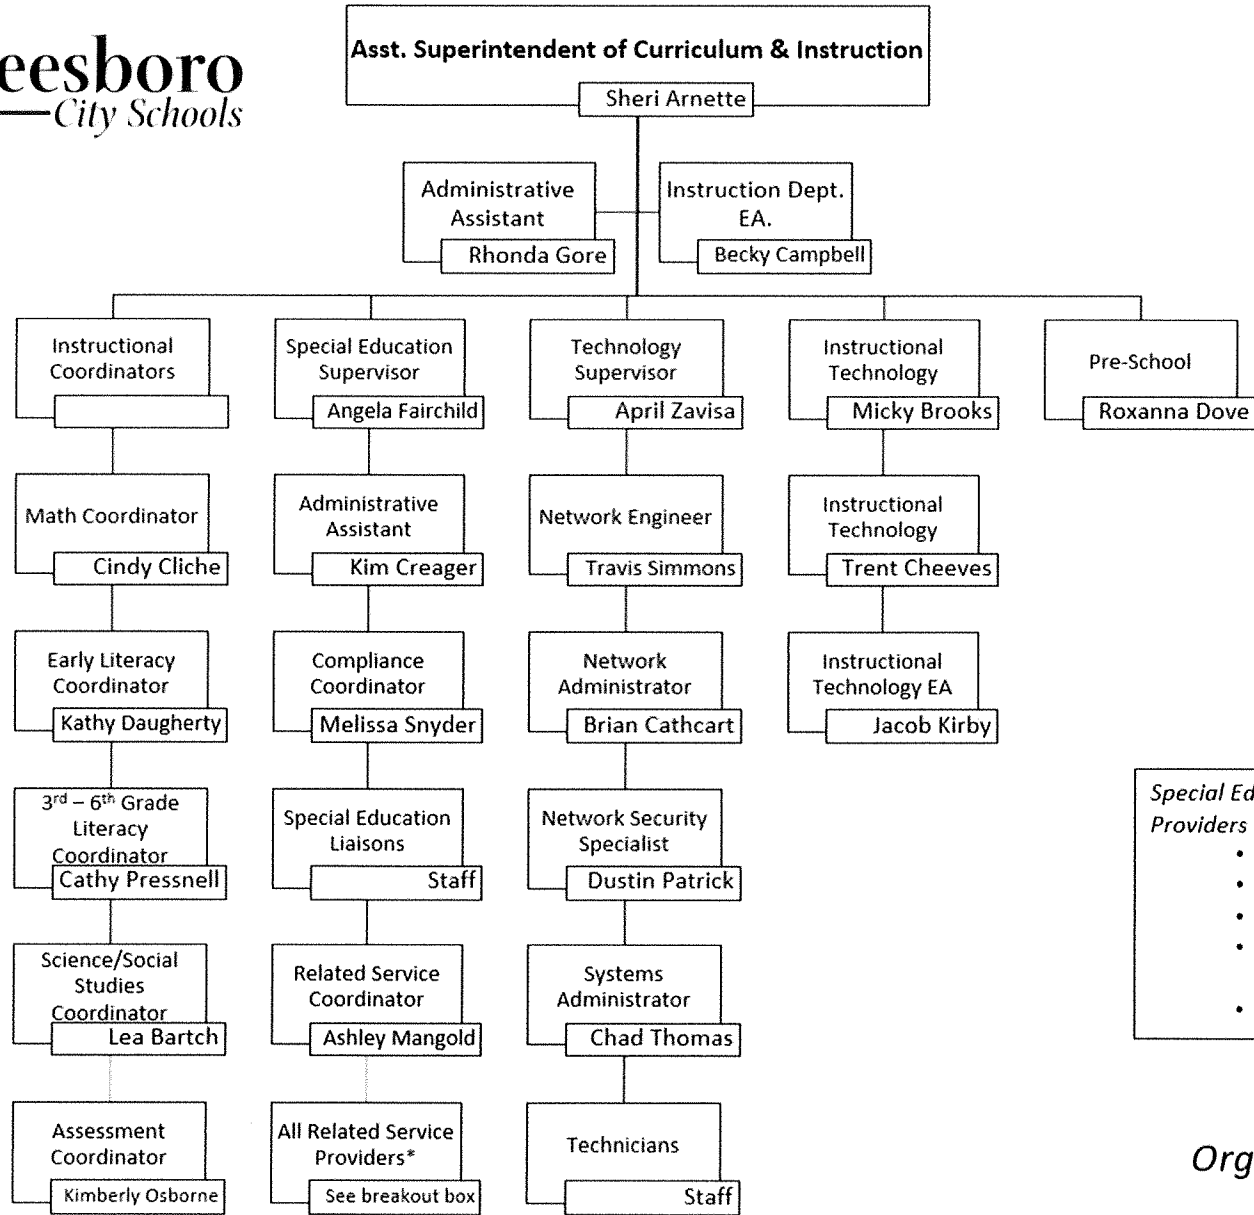 eesboro
City Schools
Asst. Superintendent of Curriculum & Instruction
Sheri Arnette
Administrative
Assistant
Rhonda Gore
Instruction Dept.
EA.
Becky Campbell
Instructional
Coordinators
Special Education
Supervisor
Angela Fairchild
Technology
Supervisor
April Zavisa
Instructional
Technology
Micky Brooks
Pre-School
Roxanna Dove
Math Coordinator
Cindy Cliche
Administrative
Assistant
Kim Creager
Network Engineer
Travis Simmons
Instructional
Technology
Trent Cheeves
Early Literacy
Coordinator
Kathy Daugherty
Compliance
Coordinator
Melissa Snyder
Network
Administrator
Brian Cathcart
Instructional
Technology EA
Jacob Kirby
3rd – 6th Grade
Literacy
Coordinator
Cathy Pressnell
Special Education
Liaisons
Staff
Network Security
Specialist
Dustin Patrick
Special Ed
Providers
•
•
•
•
•
Science/Social
Studies
Coordinator
Lea Bartch
Related Service
Coordinator
Ashley Mangold
Systems
Administrator
Chad Thomas
Assessment
Coordinator
Kimberly Osborne
All Related Service
Providers*
See breakout box
Technicians
Staff
Org